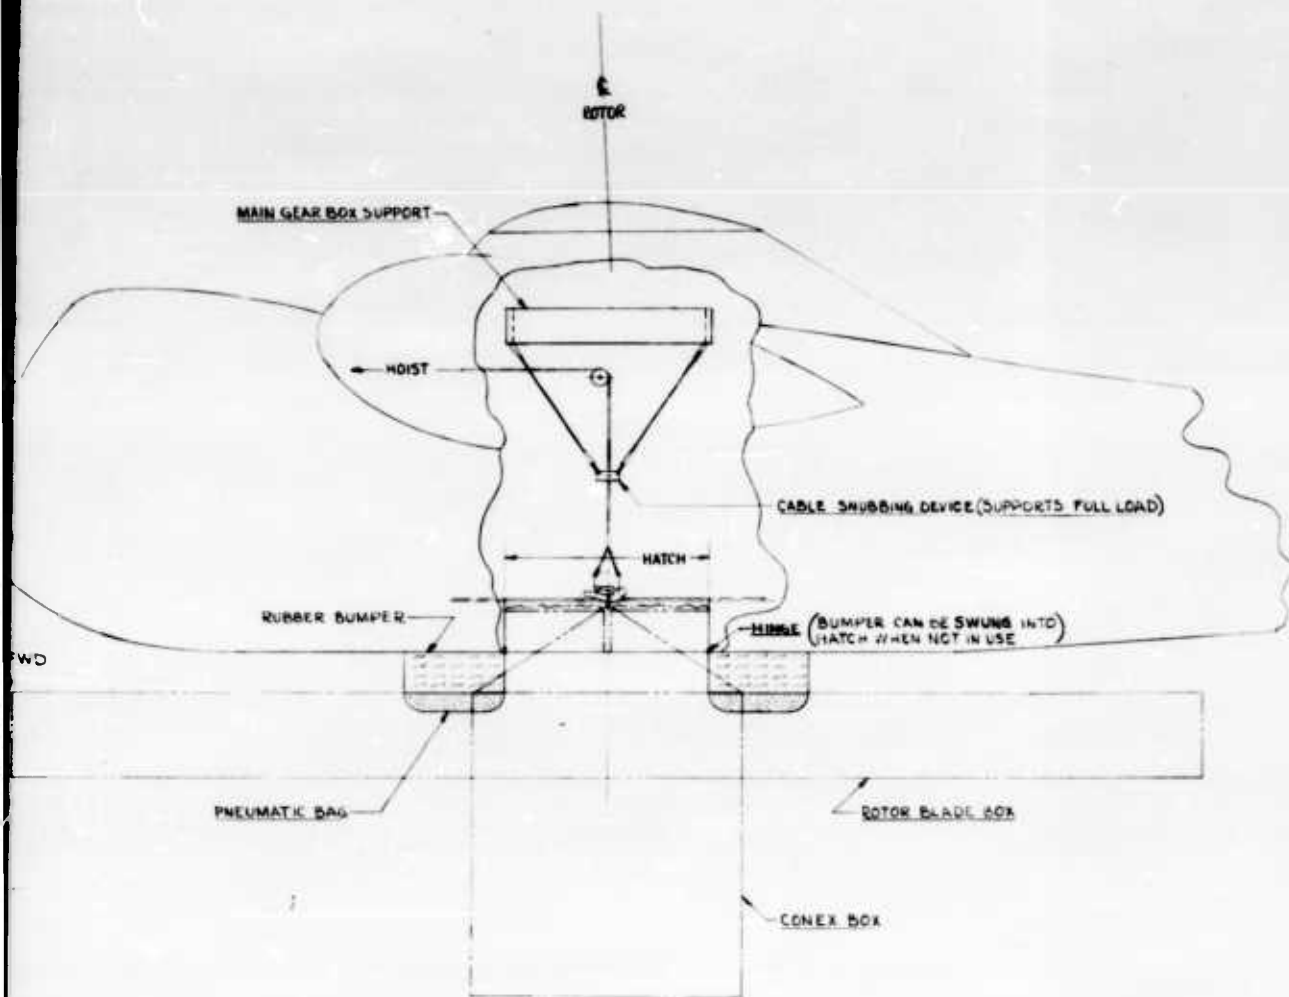 ℄
ROTOR
MAIN GEAR BOX SUPPORT
HOIST
CABLE SNUBBING DEVICE (SUPPORTS FULL LOAD)
HATCH
RUBBER BUMPER
HINGE (BUMPER CAN BE SWUNG INTO
HATCH WHEN NOT IN USE)
WD
PNEUMATIC BAG
ROTOR BLADE BOX
CONEX BOX